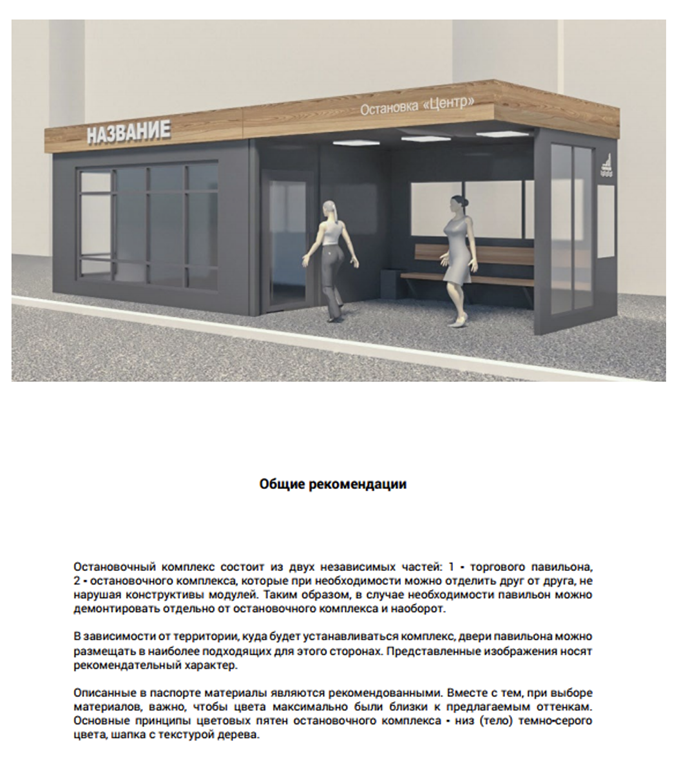 НАЗВАНИЕ
Остановка «Центр»
Общие рекомендации
Остановочный комплекс состоит из двух независимых частей: 1 - торгового павильона,
2 - остановочного комплекса, которые при необходимости можно отделить друг от друга, не
нарушая конструктивы модулей. Таким образом, в случае необходимости павильон можно
демонтировать отдельно от остановочного комплекса и наоборот.
В зависимости от территории, куда будет устанавливаться комплекс, двери павильона можно
размещать в наиболее подходящих для этого сторонах. Представленные изображения носят
рекомендательный характер.
Описанные в паспорте материалы являются рекомендованными. Вместе с тем, при выборе
материалов, важно, чтобы цвета максимально были близки к предлагаемым оттенкам.
Основные принципы цветовых пятен остановочного комплекса - низ (тело) темно-серого
цвета, шапка с текстурой дерева.